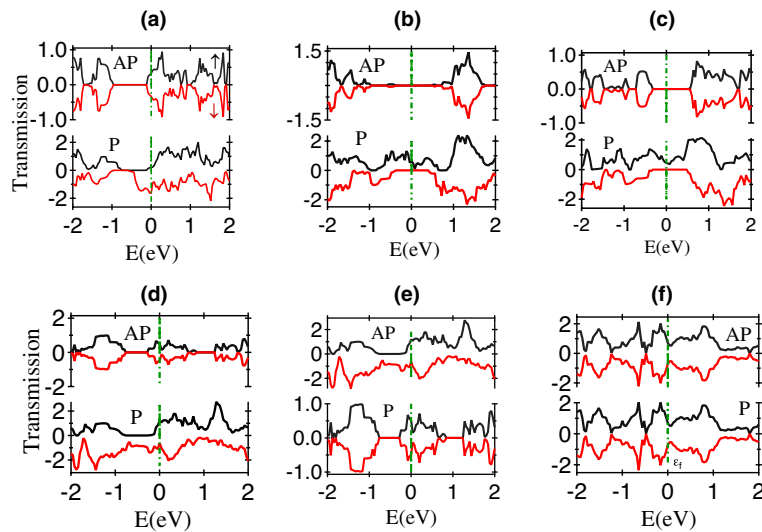 (a) (b) (c)
Transmission
1.0 0.0 -1.0 AP ↑ ↓
2 0 -2 P
-2 -1 0 1 2
E(eV)
1.5 -1.5 AP
2 0 -2 P
-2 -1 0 1 2
E(eV)
1.0 0.0 -1.0 AP
2 0 -2 P
-2 -1 0 1 2
E(eV)
(d) (e) (f)
Transmission
2 0 2 AP
2 0 -2 P
-2 -1 0 1 2
E(eV)
2 0 -2 AP
1.0 0.0 -1.0 P
-2 -1 0 1 2
E(eV)
2 0 2 AP
2 0 -2 P
εf
-2 -1 0 1 2
E(eV)